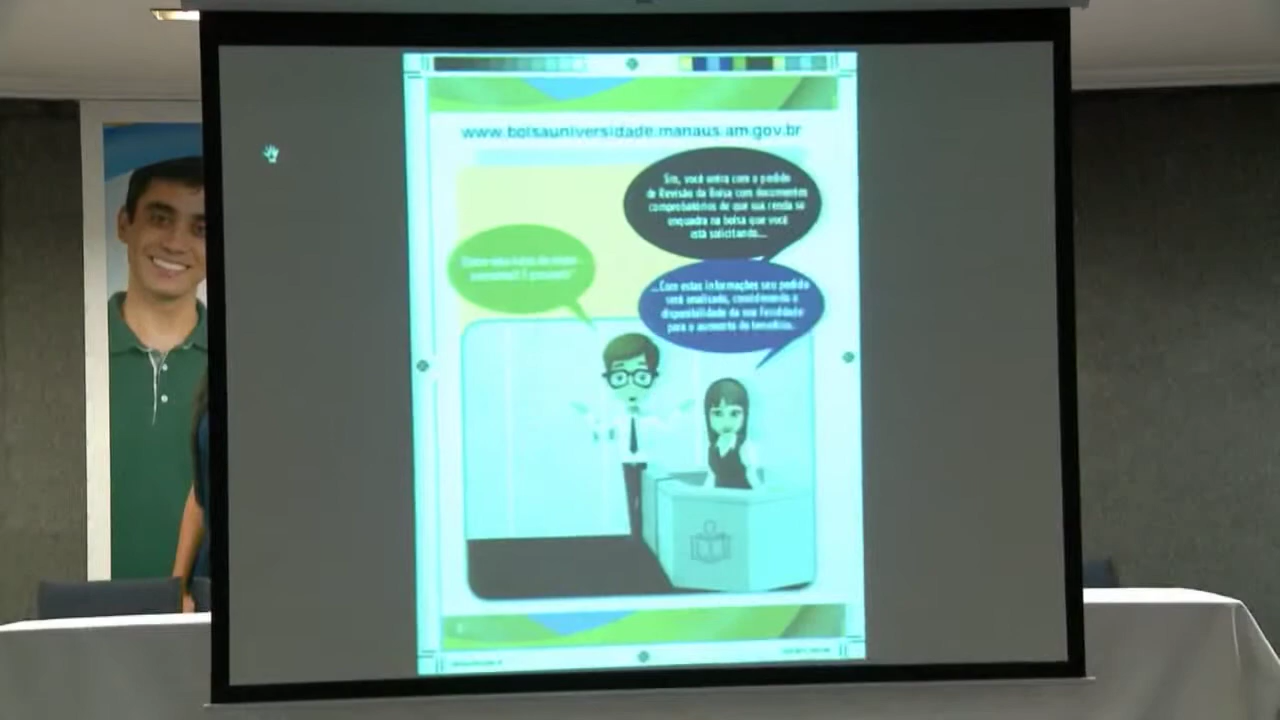 www.bolsauniversidade.manaus.am.gov.br
Sim, você entra com o pedido
de Revisão da Bolsa com documentos
comprobatórios de que sua renda se
enquadra na bolsa que você
está solicitando...
...Com estas informações seu pedido
será analisado, considerando a
disponibilidade da sua Faculdade
para o aumento do benefício.